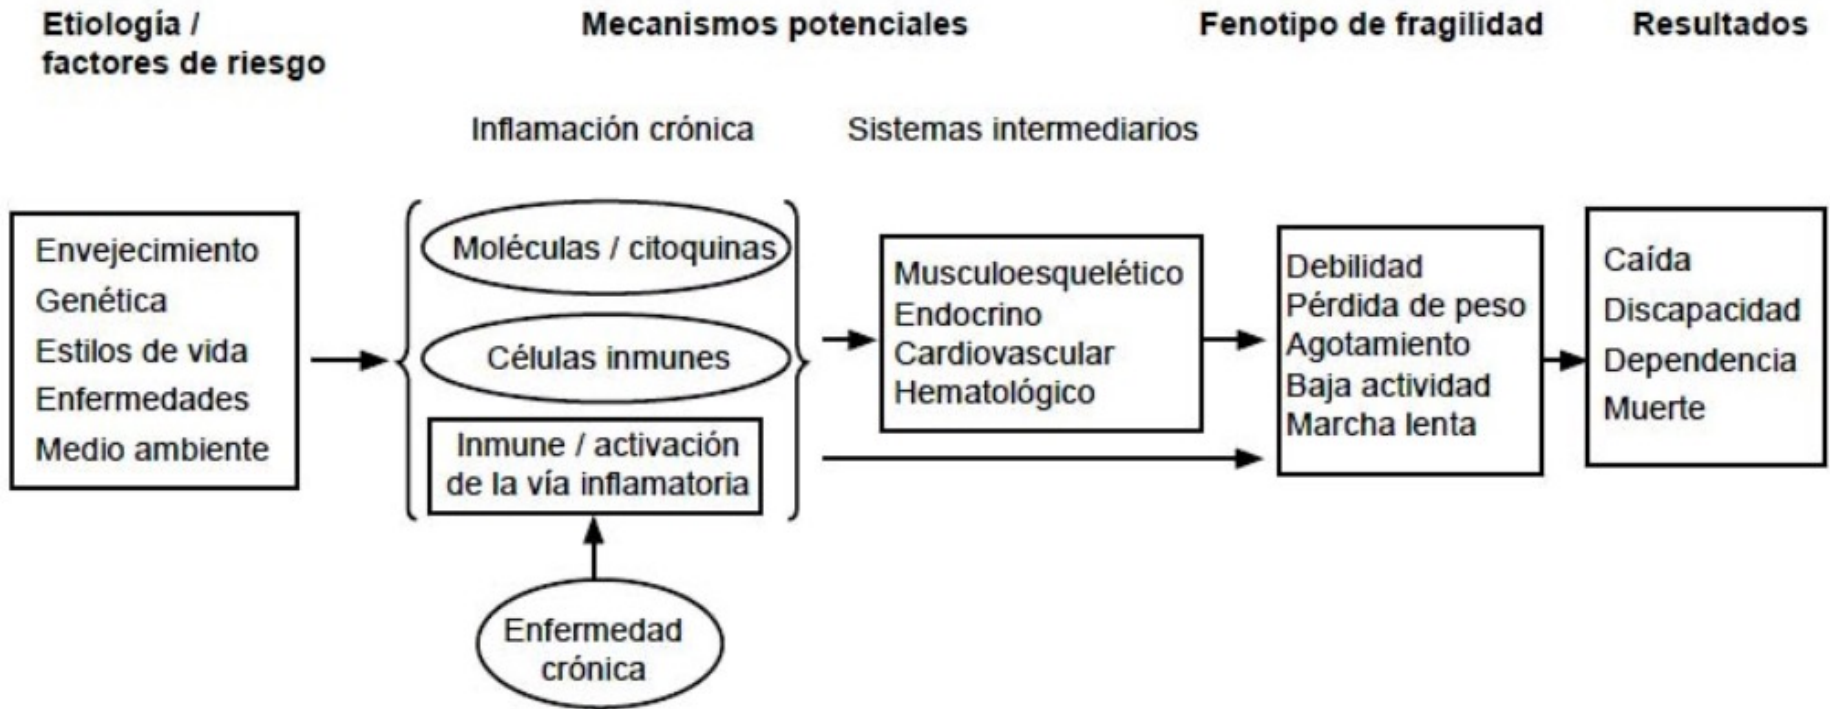 Etiología /
factores de riesgo
Mecanismos potenciales
Fenotipo de fragilidad
Resultados
Inflamación crónica
Sistemas intermediarios
Envejecimiento
Genética
Estilos de vida
Enfermedades
Medio ambiente
Moléculas / citoquinas
Células inmunes
Inmune / activación
de la vía inflamatoria
Enfermedad
crónica
Musculoesquelético
Endocrino
Cardiovascular
Hematológico
Debilidad
Pérdida de peso
Agotamiento
Baja actividad
Marcha lenta
Caída
Discapacidad
Dependencia
Muerte